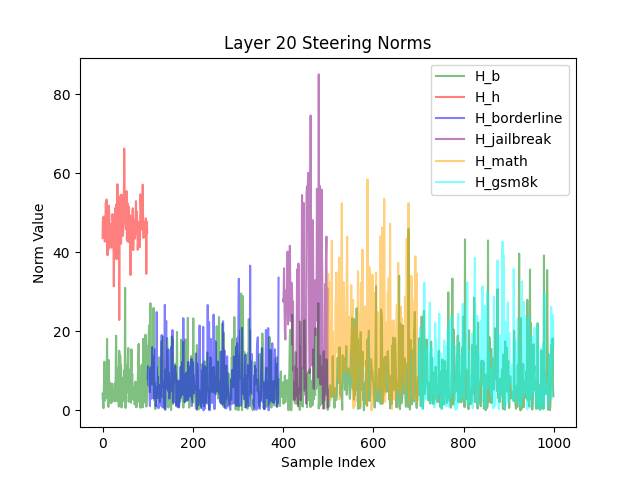 Layer 20 Steering Norms
H_b
H_h
H_borderline
H_jailbreak
H_math
H_gsm8k
Norm Value
80
60
40
20
0
0
200
400
600
800
1000
Sample Index